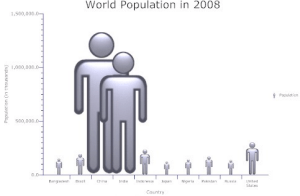 World Population in 2008
1,500,000.0
1,000,000.0
500,000.0
0.0
Population (in thousands)
Bangladesh Brazil China India Indonesia Japan Nigeria Pakistan Russia United States
Country
Population